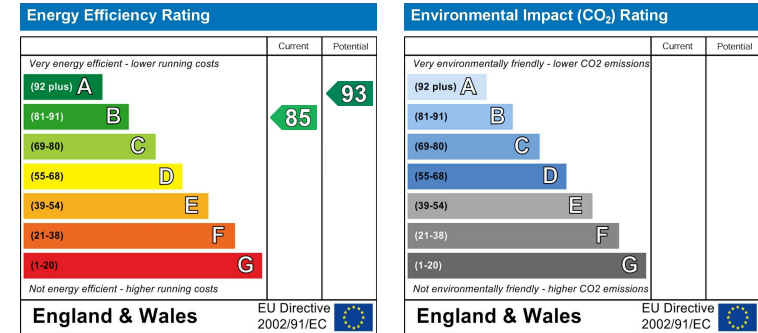 Energy Efficiency Rating
Current Potential
Very energy efficient - lower running costs
(92 plus) A
93
(81-91) B
85
(69-80) C
(55-68) D
(39-54) E
(21-38) F
(1-20) G
Not energy efficient - higher running costs
England & Wales
EU Directive
2002/91/EC
Environmental Impact (CO₂) Rating
Current Potential
Very environmentally friendly - lower CO2 emissions
(92 plus) A
(81-91) B
(69-80) C
(55-68) D
(39-54) E
(21-38) F
(1-20) G
Not environmentally friendly - higher CO2 emissions
England & Wales
EU Directive
2002/91/EC